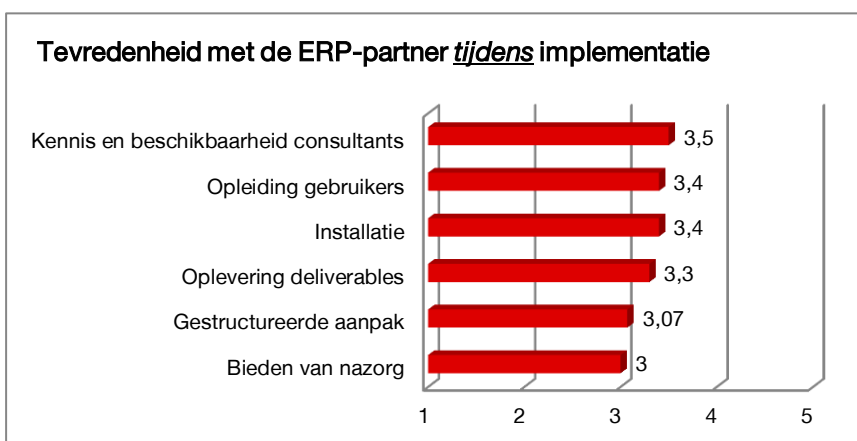 Tevredenheid met de ERP-partner tijdens implementatie
Kennis en beschikbaarheid consultants 3,5
Opleiding gebruikers 3,4
Installatie 3,4
Oplevering deliverables 3,3
Gestructureerde aanpak 3,07
Bieden van nazorg 3
1 2 3 4 5